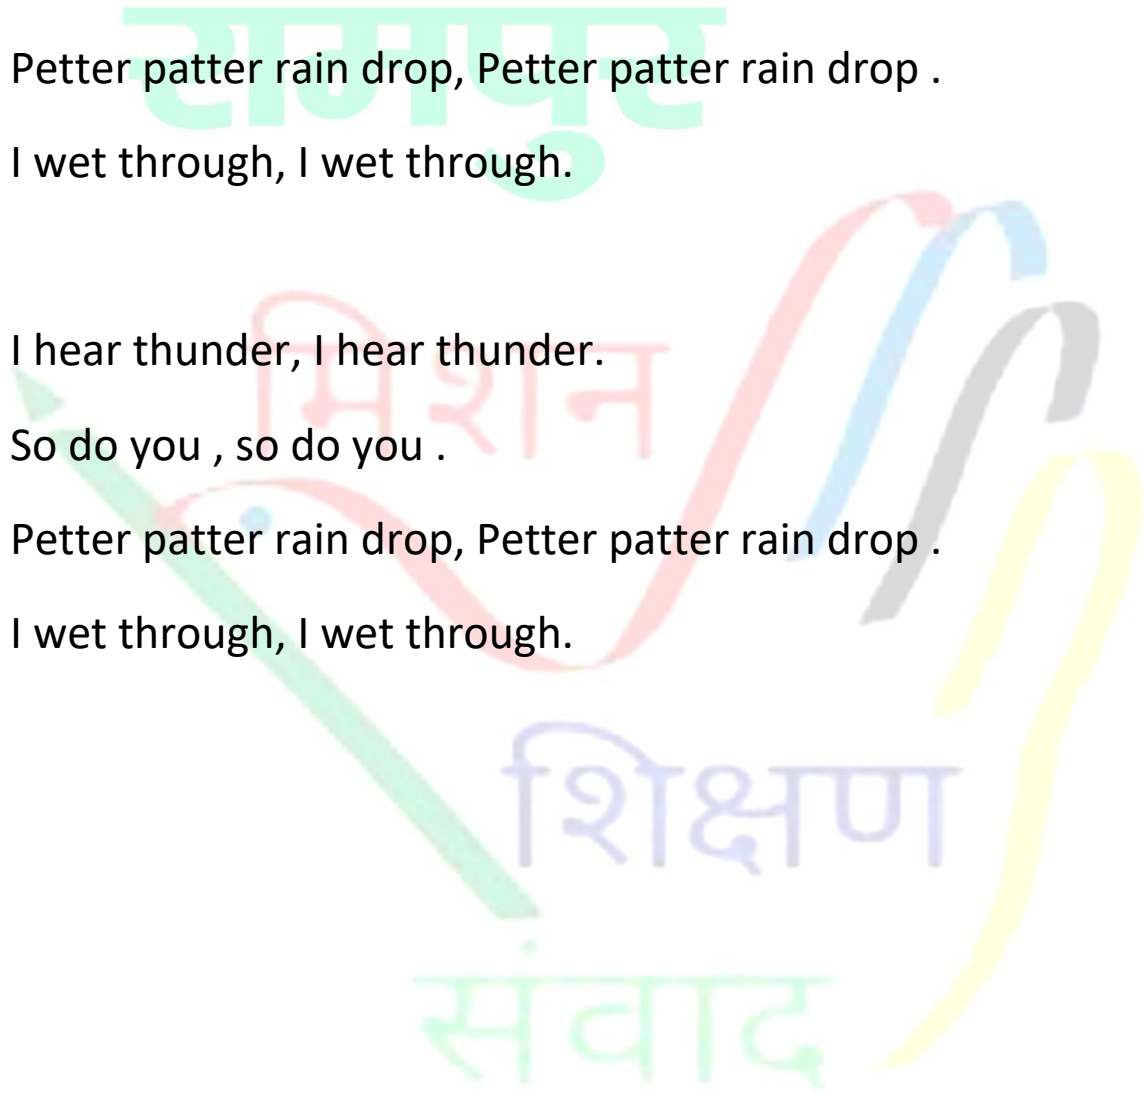 रामपुर
Petter patter rain drop, Petter patter rain drop .
I wet through, I wet through.
I hear thunder, I hear thunder.
मिशन
So do you , so do you .
Petter patter rain drop, Petter patter rain drop .
I wet through, I wet through.
शिक्षण
संवाद